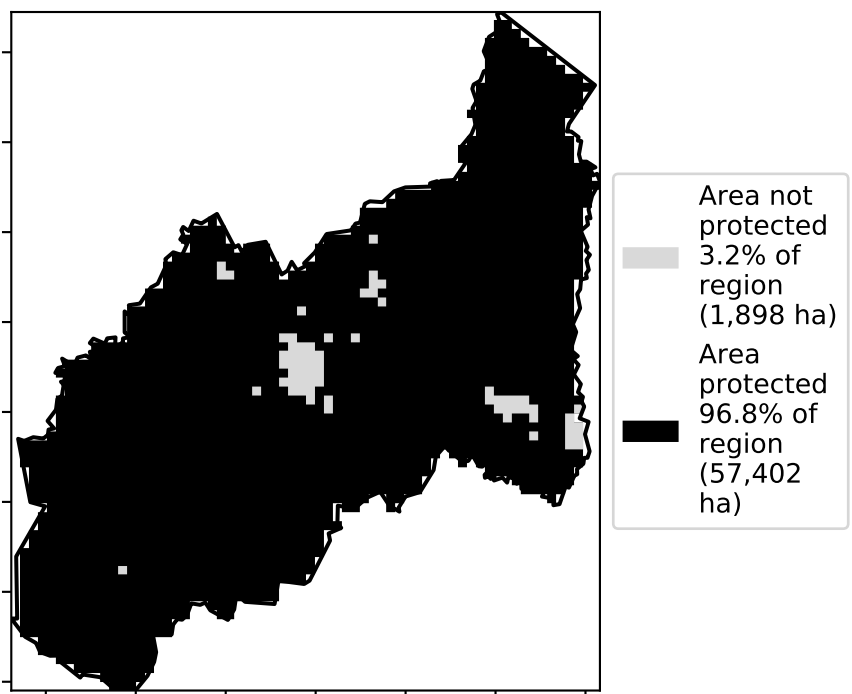 Area not
protected
3.2% of
region
(1,898 ha)
Area
protected
96.8% of
region
(57,402
ha)